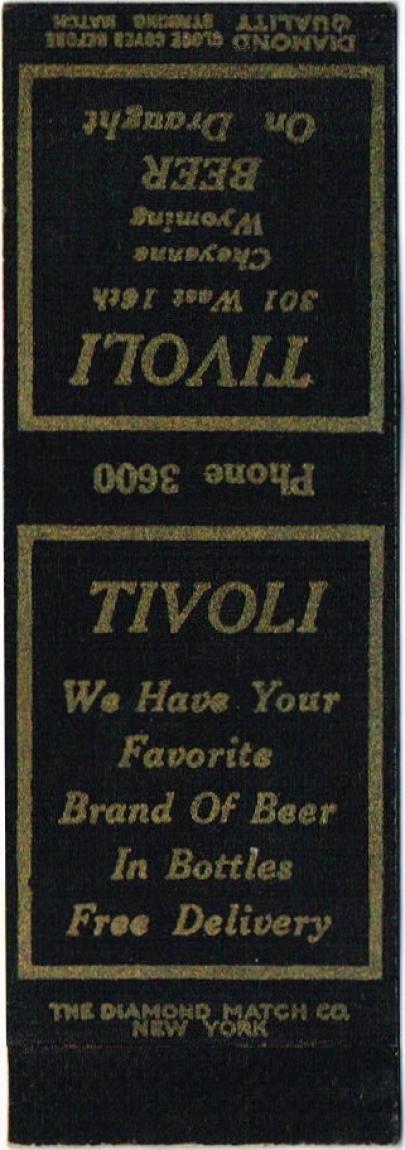 DIAMOND QUALITY
CLOSE COVER BEFORE STRIKING MATCH
TIVOLI
301 West 16th
Cheyenne
Wyoming
BEER
On Draught
Phone 3600
TIVOLI
We Have Your
Favorite
Brand Of Beer
In Bottles
Free Delivery
THE DIAMOND MATCH CO.
NEW YORK